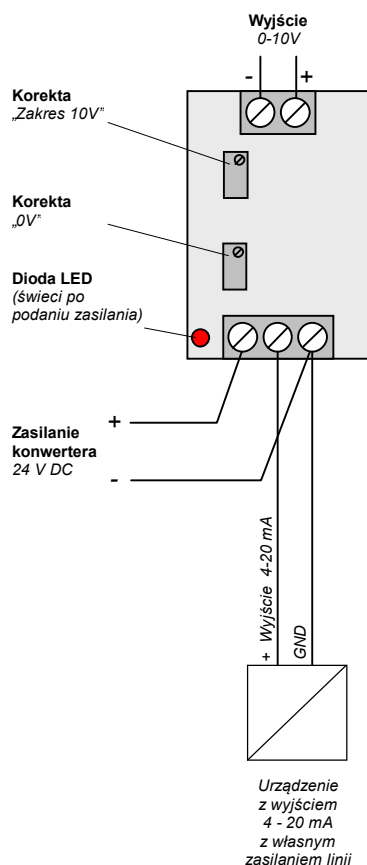 Wyjście
0-10V
- +
Korekta
„Zakres 10V”
Korekta
„0V”
Dioda LED
(świeci po
podaniu zasilania)
+
Zasilanie
konwertera
24 V DC
-
+ Wyjście 4-20 mA
GND
Urządzenie
z wyjściem
4 - 20 mA
z własnym
zasilaniem linii